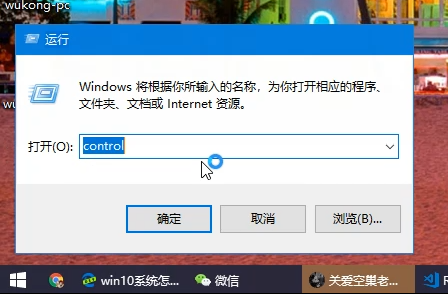 wukong-pc
运行
Windows 将根据你所输入的名称，为你打开相应的程序、
文件夹、文档或 Internet 资源。
打开(O):
control
确定
取消
浏览(B)...
win10系统怎...
微信
关爱空巢老...